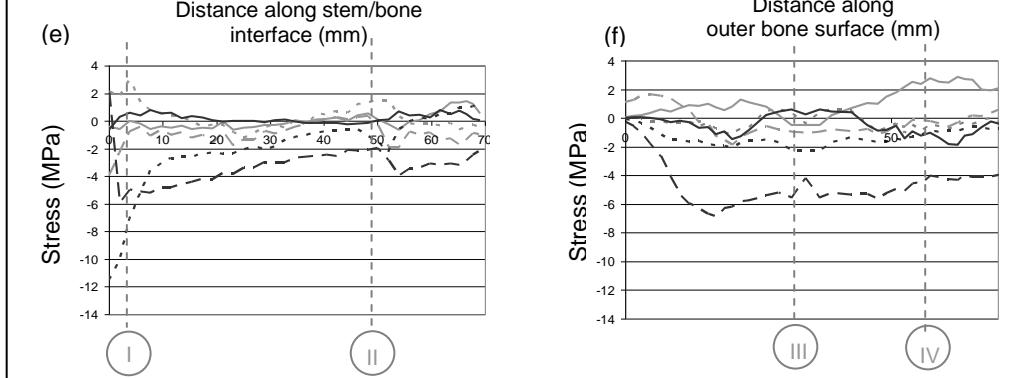 (e)
Distance along stem/bone
interface (mm)
Stress (MPa)
4
2
0
-2
-4
-6
-8
-10
-12
-14
0 10 20 30 40 50 60 70
I
II
(f)
Distance along
outer bone surface (mm)
Stress (MPa)
4
2
0
-2
-4
-6
-8
-10
-12
-14
0 50
III
IV